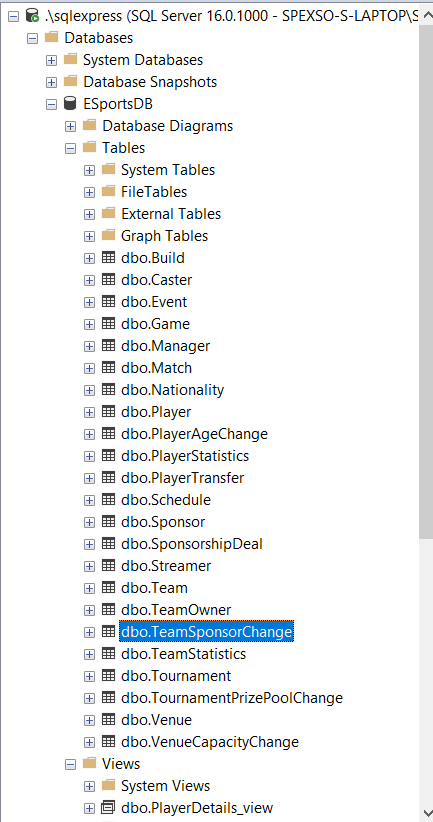 .\sqlexpress (SQL Server 16.0.1000 - SPEXSO-S-LAPTOP\S
Databases
System Databases
Database Snapshots
ESportsDB
Database Diagrams
Tables
System Tables
FileTables
External Tables
Graph Tables
dbo.Build
dbo.Caster
dbo.Event
dbo.Game
dbo.Manager
dbo.Match
dbo.Nationality
dbo.Player
dbo.PlayerAgeChange
dbo.PlayerStatistics
dbo.PlayerTransfer
dbo.Schedule
dbo.Sponsor
dbo.SponsorshipDeal
dbo.Streamer
dbo.Team
dbo.TeamOwner
dbo.TeamSponsorChange
dbo.TeamStatistics
dbo.Tournament
dbo.TournamentPrizePoolChange
dbo.Venue
dbo.VenueCapacityChange
Views
System Views
dbo.PlayerDetails_view